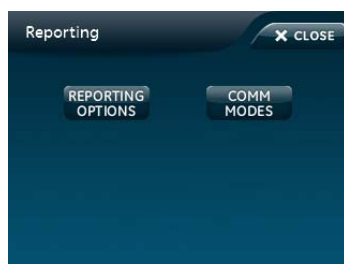 Reporting
X CLOSE
REPORTING
OPTIONS
COMM
MODES